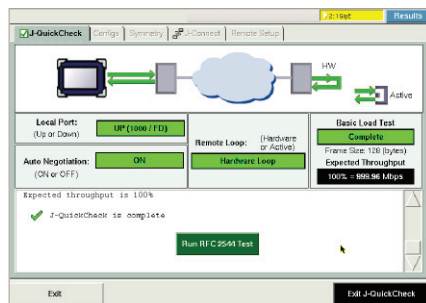 2: Test
Results
J-QuickCheck
Configs
Symmetry
J-Connect
Remote Setup
HW
Active
Local Port:
(Up or Down)
UP (1000 / FD)
Auto Negotiation:
(ON or OFF)
ON
Remote Loop:
(Hardware
or Active)
Hardware Loop
Basic Load Test
Complete
Frame Size: 128 (bytes)
Expected Throughput
100% = 999.96 Mbps
Expected throughput is 100%
J-QuickCheck is complete
Run RFC 2544 Test
Exit
Exit J-QuickCheck